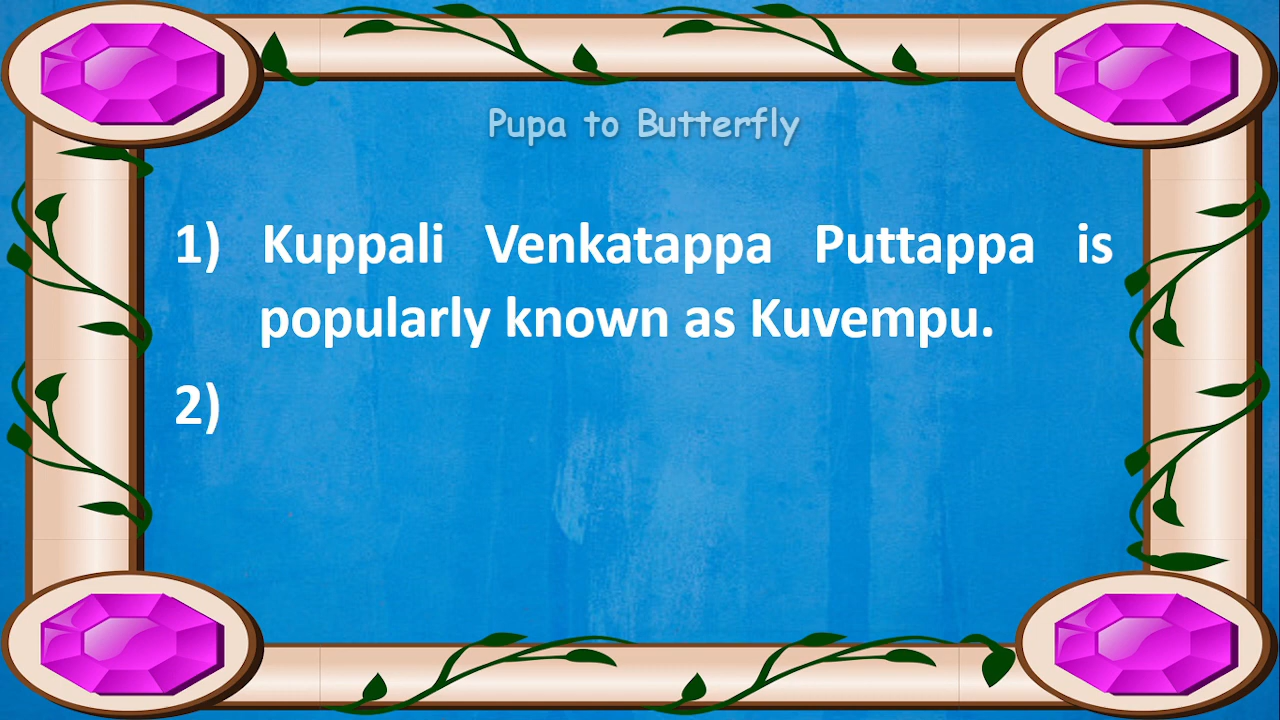 Pupa to Butterfly
1) Kuppali Venkatappa Puttappa is
popularly known as Kuvempu.
2)